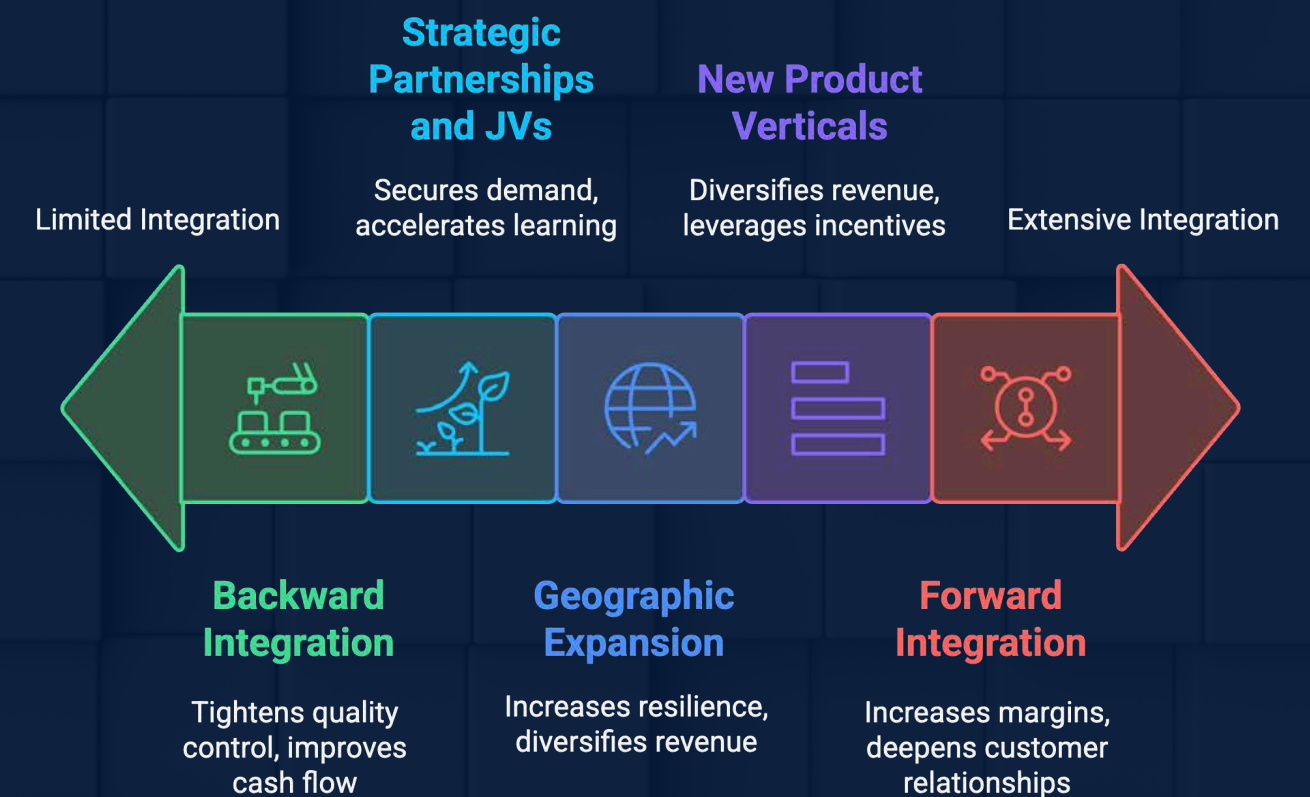 Strategic
Partnerships
and JVs
Secures demand,
accelerates learning
New Product
Verticals
Diversifies revenue,
leverages incentives
Limited Integration
Extensive Integration
Backward
Integration
Tightens quality
control, improves
cash flow
Geographic
Expansion
Increases resilience,
diversifies revenue
Forward
Integration
Increases margins,
deepens customer
relationships